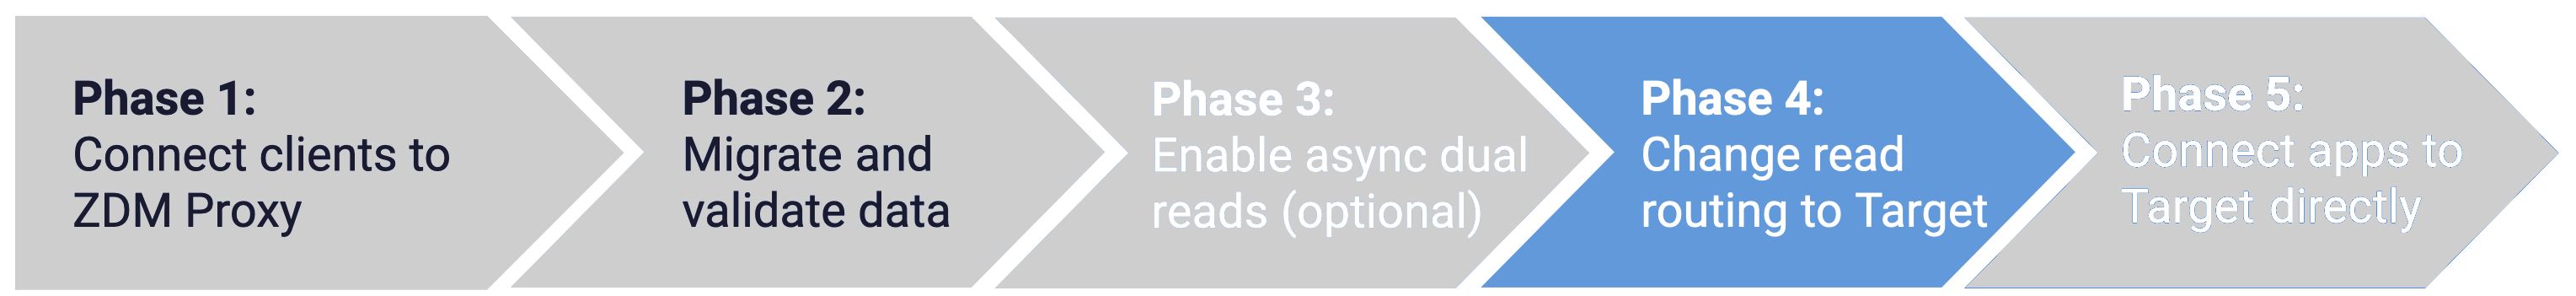 Phase 1:
Connect clients to
ZDM Proxy
Phase 2:
Migrate and
validate data
Phase 3:
Enable async dual
reads (optional)
Phase 4:
Change read
routing to Target
Phase 5:
Connect apps to
Target directly